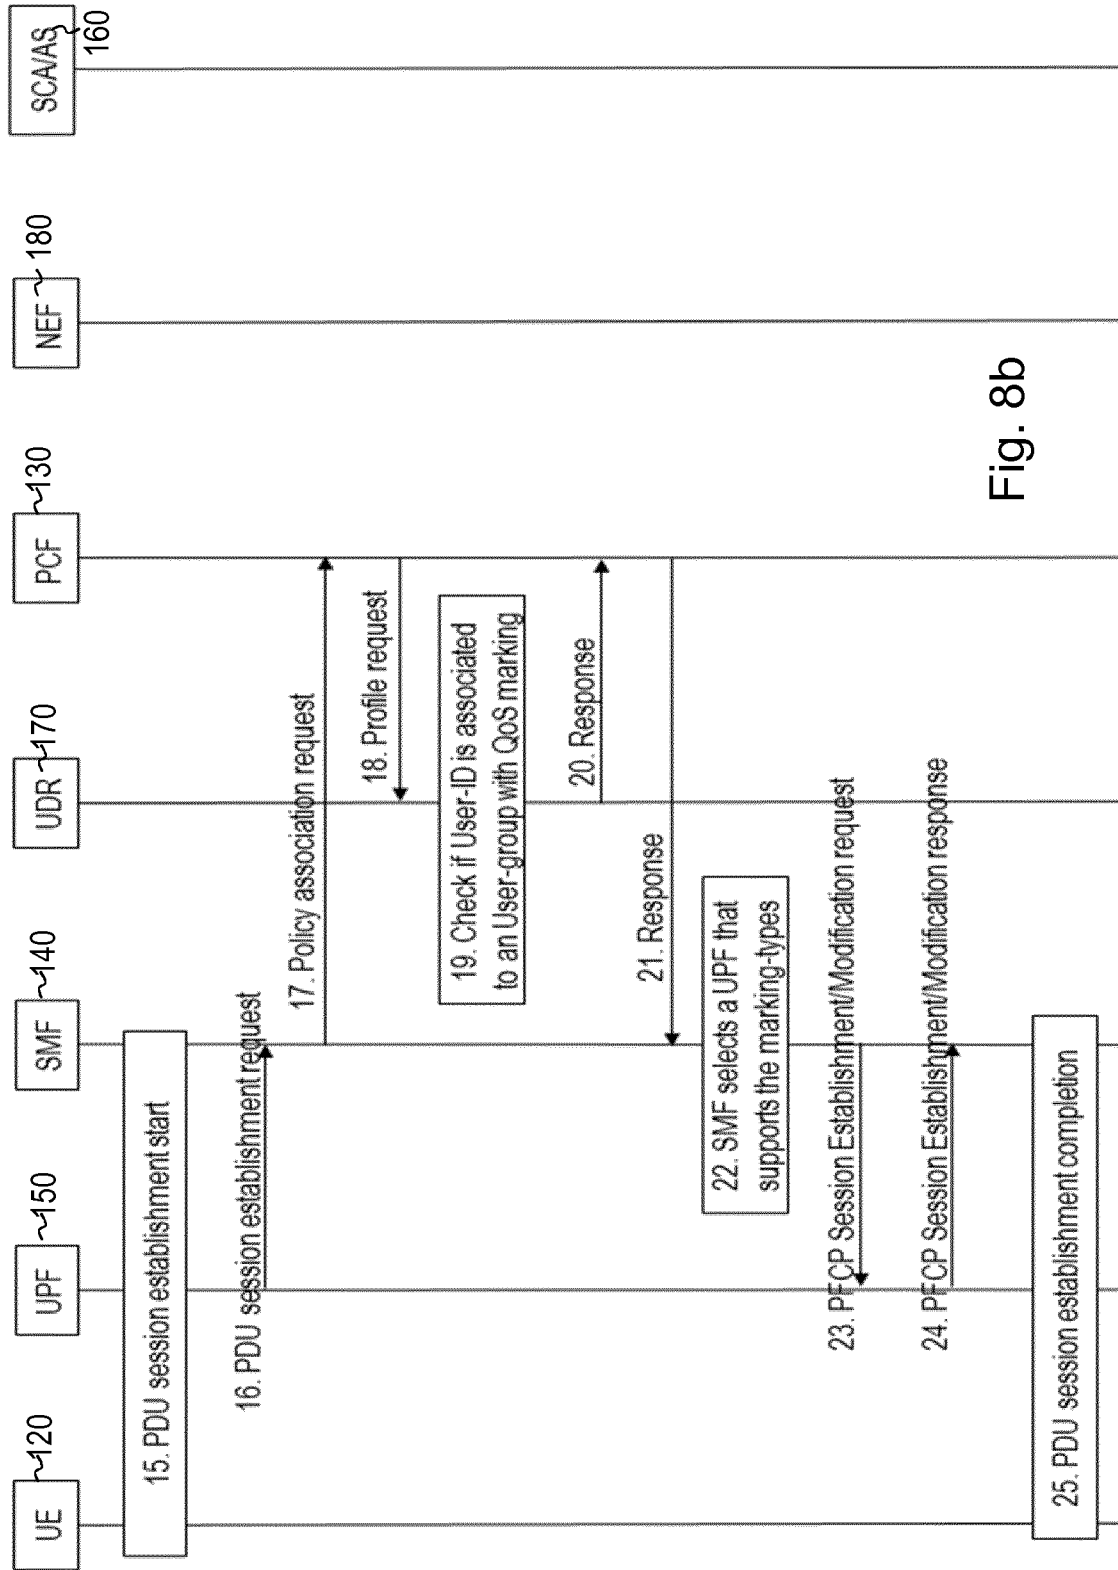 UE
120
UPF
150
SMF
140
UDR
170
PCF
130
NEF
180
SCA/AS
160
15. PDU session establishment start
16. PDU session establishment request
17. Policy association request
18. Profile request
19. Check if User-ID is associated
to an User-group with QoS marking
20. Response
21. Response
22. SMF selects a UPF that
supports the marking-types
23. PFCP Session Establishment/Modification request
24. PFCP Session Establishment/Modification response
25. PDU session establishment completion
Fig. 8b